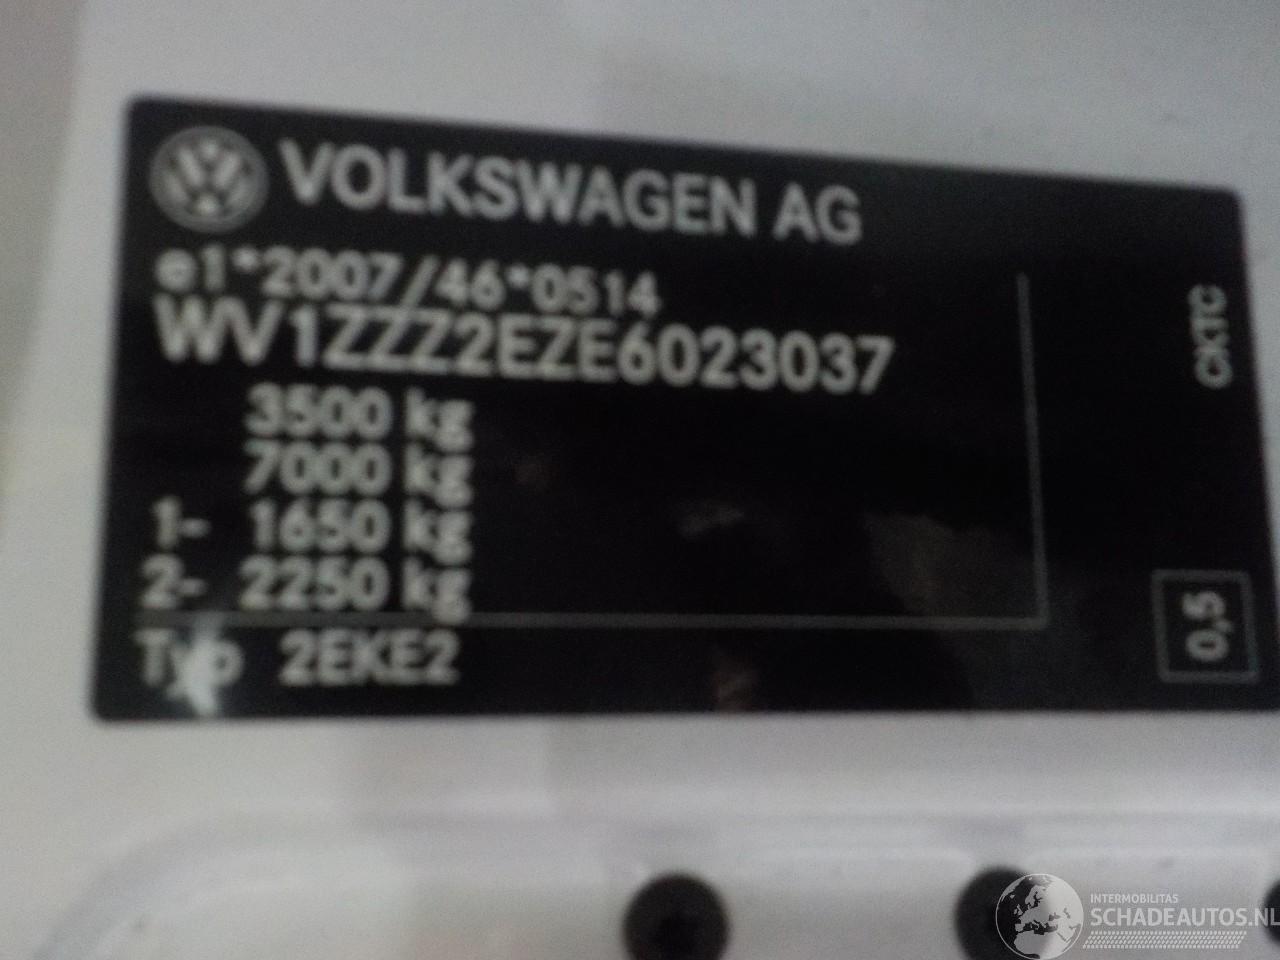 VOLKSWAGEN AG
e1*2007/46*0514
WV1ZZZ2EZE6023037
3500 kg
7000 kg
1- 1650 kg
2- 2250 kg
Typ 2EKE2
CKTC
0,5
INTERMOBILITAS
SCHADEAUTOS.NL